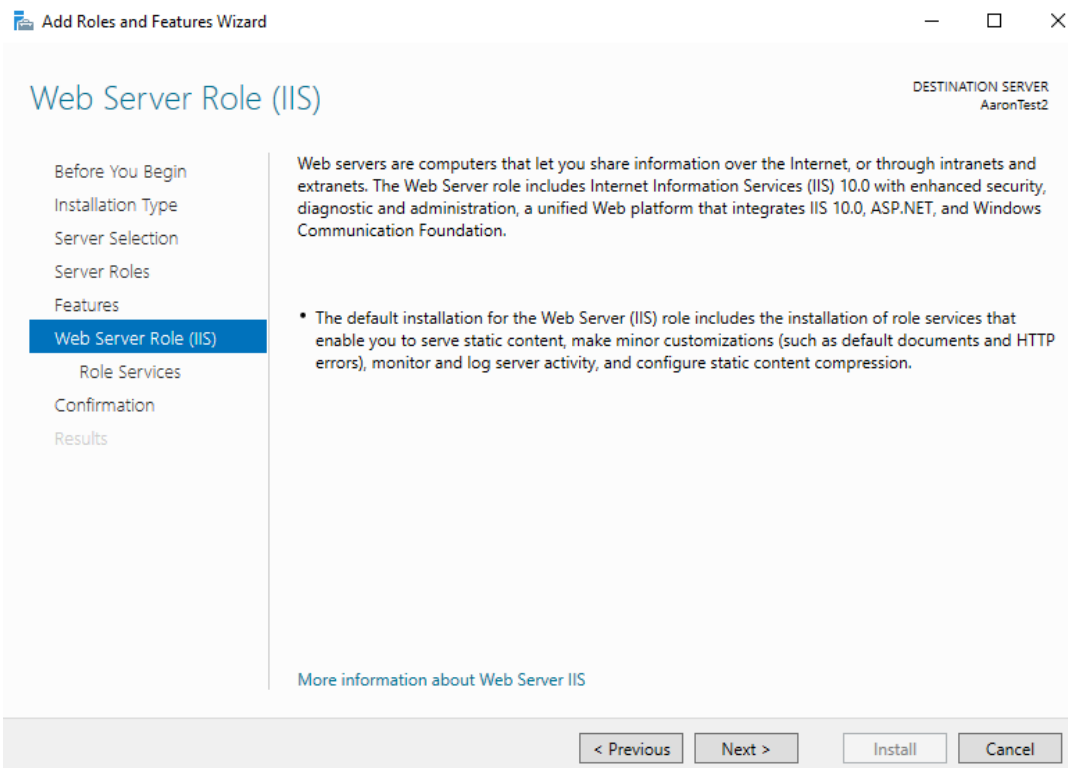 Add Roles and Features Wizard
Web Server Role (IIS)
DESTINATION SERVER
AaronTest2
Before You Begin
Installation Type
Server Selection
Server Roles
Features
Web Server Role (IIS)
Role Services
Confirmation
Results
Web servers are computers that let you share information over the Internet, or through intranets and
extranets. The Web Server role includes Internet Information Services (IIS) 10.0 with enhanced security,
diagnostic and administration, a unified Web platform that integrates IIS 10.0, ASP.NET, and Windows
Communication Foundation.
• The default installation for the Web Server (IIS) role includes the installation of role services that
enable you to serve static content, make minor customizations (such as default documents and HTTP
errors), monitor and log server activity, and configure static content compression.
More information about Web Server IIS
< Previous
Next >
Install
Cancel